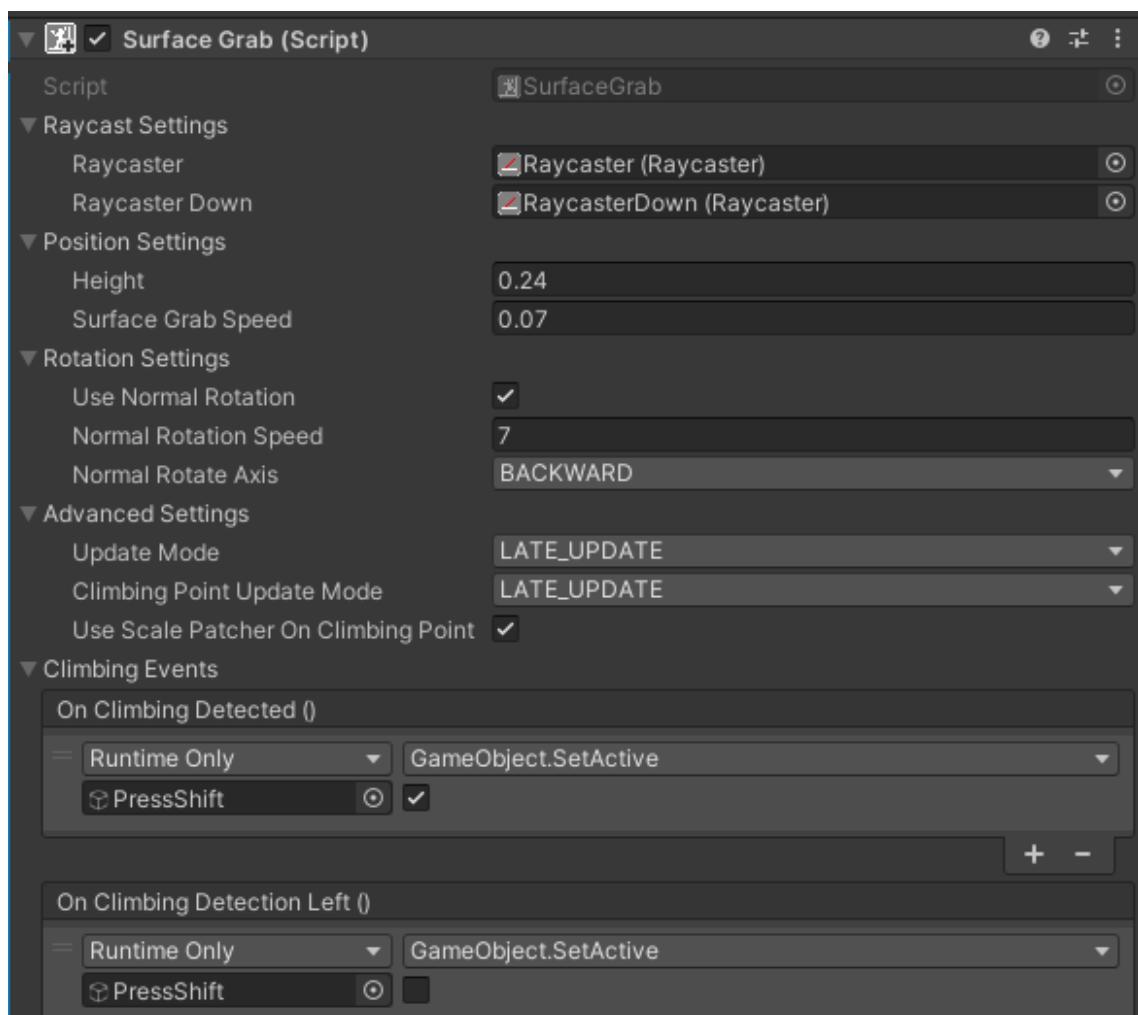 Surface Grab (Script)
Script SurfaceGrab
Raycast Settings
Raycaster Raycaster (Raycaster)
Raycaster Down RaycasterDown (Raycaster)
Position Settings
Height 0.24
Surface Grab Speed 0.07
Rotation Settings
Use Normal Rotation
Normal Rotation Speed 7
Normal Rotate Axis BACKWARD
Advanced Settings
Update Mode LATE_UPDATE
Climbing Point Update Mode LATE_UPDATE
Use Scale Patcher On Climbing Point
Climbing Events
On Climbing Detected ()
Runtime Only GameObject.SetActive
PressShift
On Climbing Detection Left ()
Runtime Only GameObject.SetActive
PressShift